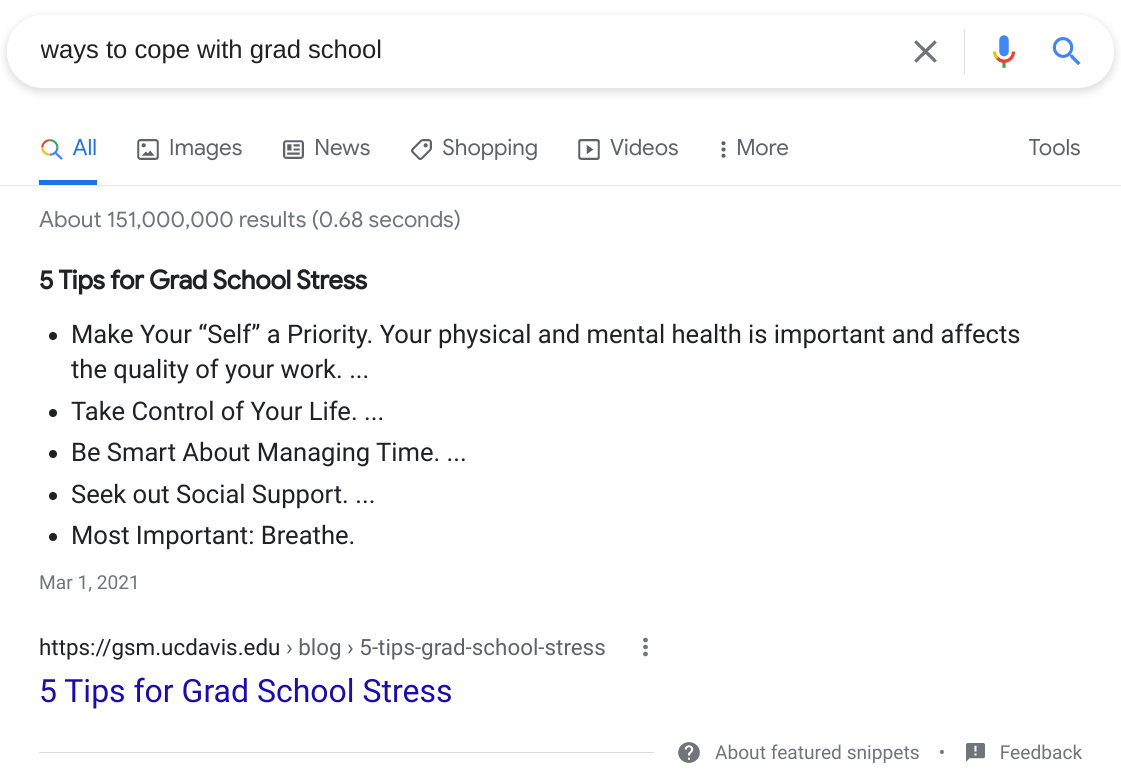 ways to cope with grad school
All Images News Shopping Videos More Tools
About 151,000,000 results (0.68 seconds)
5 Tips for Grad School Stress
• Make Your “Self” a Priority. Your physical and mental health is important and affects
the quality of your work. ...
• Take Control of Your Life. ...
• Be Smart About Managing Time. ...
• Seek out Social Support. ...
• Most Important: Breathe.
Mar 1, 2021
https://gsm.ucdavis.edu › blog › 5-tips-grad-school-stress
5 Tips for Grad School Stress
About featured snippets • Feedback